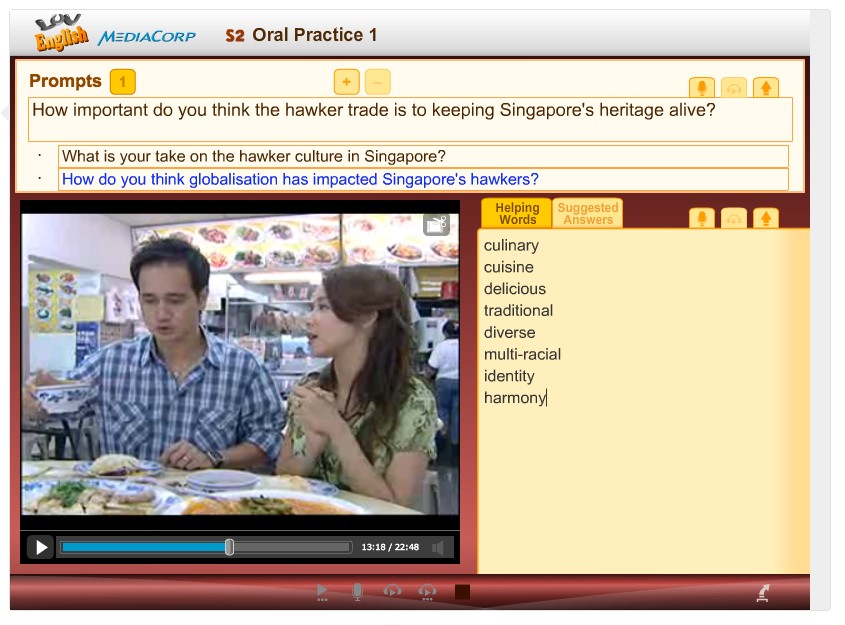 LOV
English
MEDIACORP
S2 Oral Practice 1
Prompts 1
+ –
How important do you think the hawker trade is to keeping Singapore's heritage alive?
· What is your take on the hawker culture in Singapore?
· How do you think globalisation has impacted Singapore's hawkers?
Helping
Words
Suggested
Answers
culinary
cuisine
delicious
traditional
diverse
multi-racial
identity
harmony
13:18 / 22:48